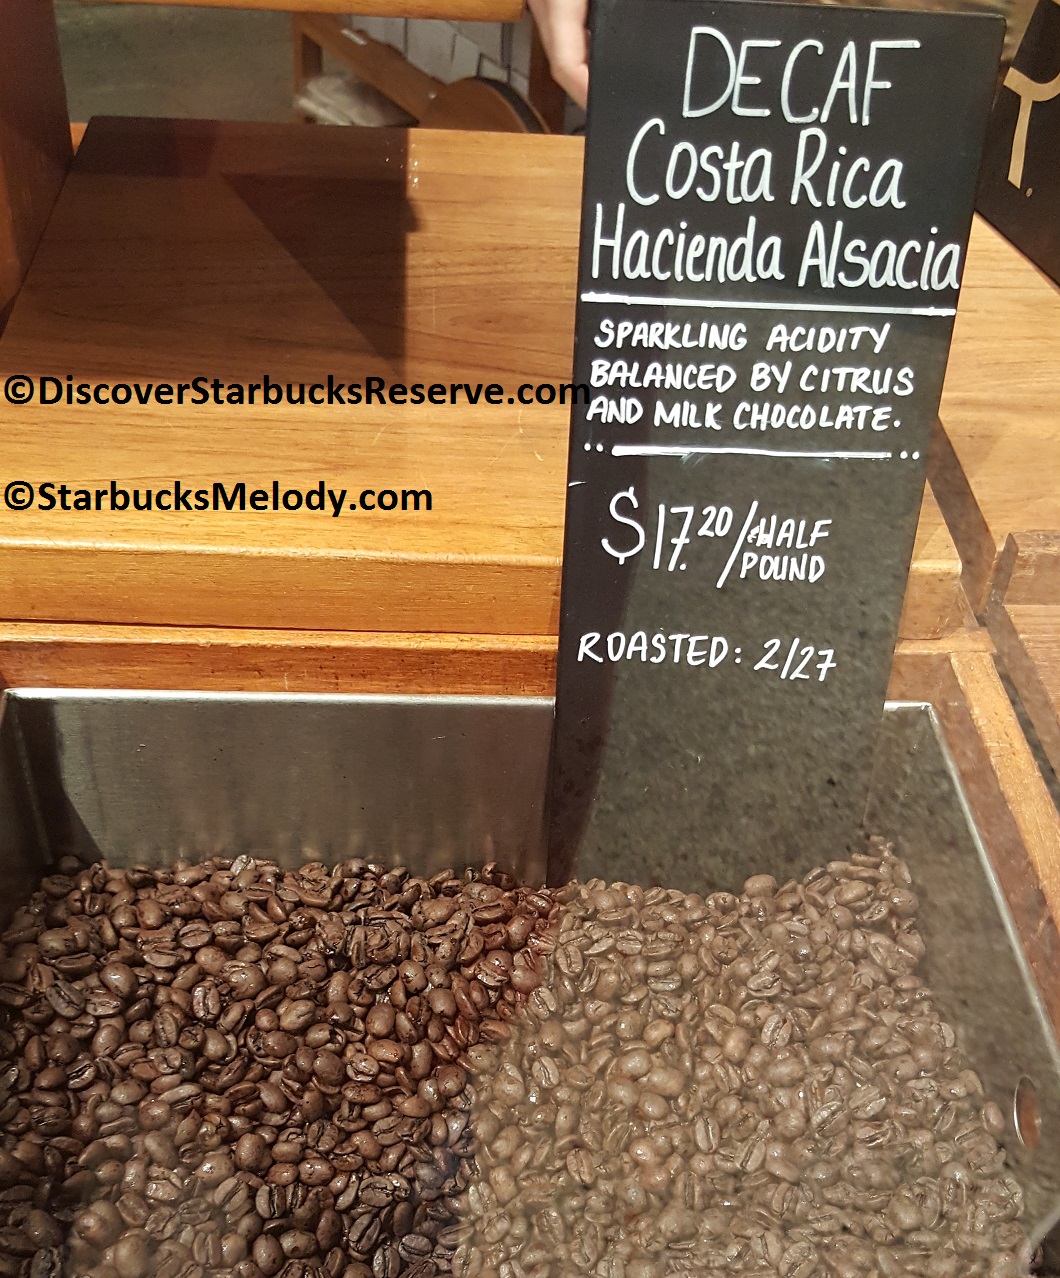 DECAF
Costa Rica
Hacienda Alsacia
SPARKLING ACIDITY
BALANCED BY CITRUS
AND MILK CHOCOLATE.
$17.20/HALF
POUND
ROASTED: 2/27
©DiscoverStarbucksReserve.com
©StarbucksMelody.com